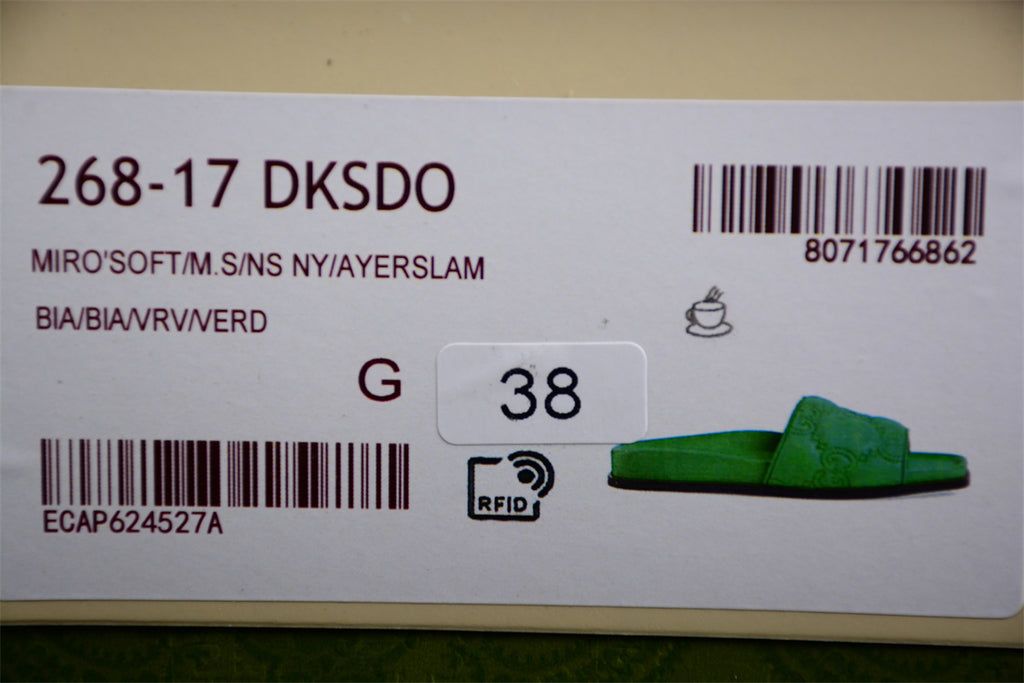 268-17 DKSDO
8071766862
MIRO'SOFT/M.S/NS NY/AYERSLAM
BIA/BIA/VRV/VERD
G
38
ECAP624527A
RFID